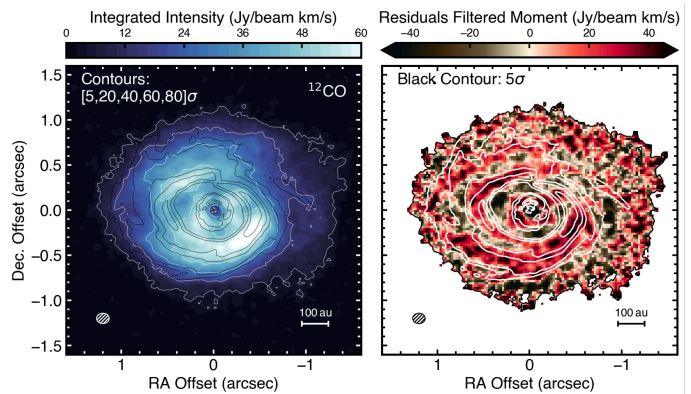 Integrated Intensity (Jy/beam km/s)
0 12 24 36 48 60
Contours:
[5,20,40,60,80]σ
¹²CO
1.5
1.0
0.5
0.0
−0.5
−1.0
−1.5
Dec. Offset (arcsec)
100 au
1 0 −1
RA Offset (arcsec)
Residuals Filtered Moment (Jy/beam km/s)
−40 −20 0 20 40
Black Contour: 5σ
100 au
1 0 −1
RA Offset (arcsec)